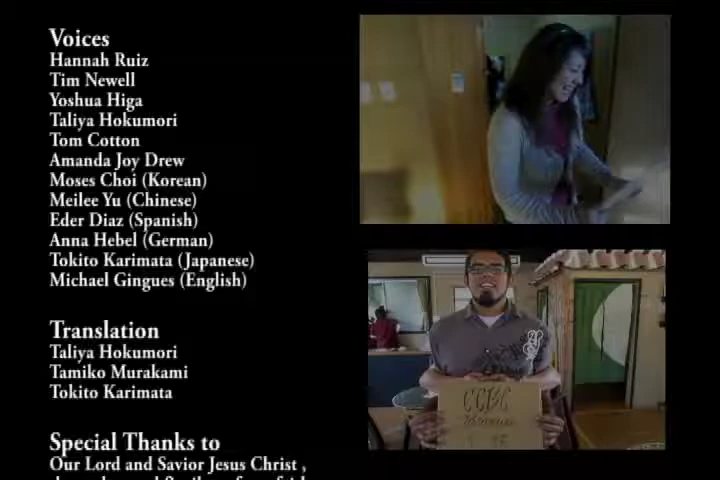 Voices
Hannah Ruiz
Tim Newell
Yoshua Higa
Taliya Hokumori
Tom Cotton
Amanda Joy Drew
Moses Choi (Korean)
Meilee Yu (Chinese)
Eder Diaz (Spanish)
Anna Hebel (German)
Tokito Karimata (Japanese)
Michael Gingues (English)
Translation
Taliya Hokumori
Tamiko Murakami
Tokito Karimata
Special Thanks to
Our Lord and Savior Jesus Christ ,